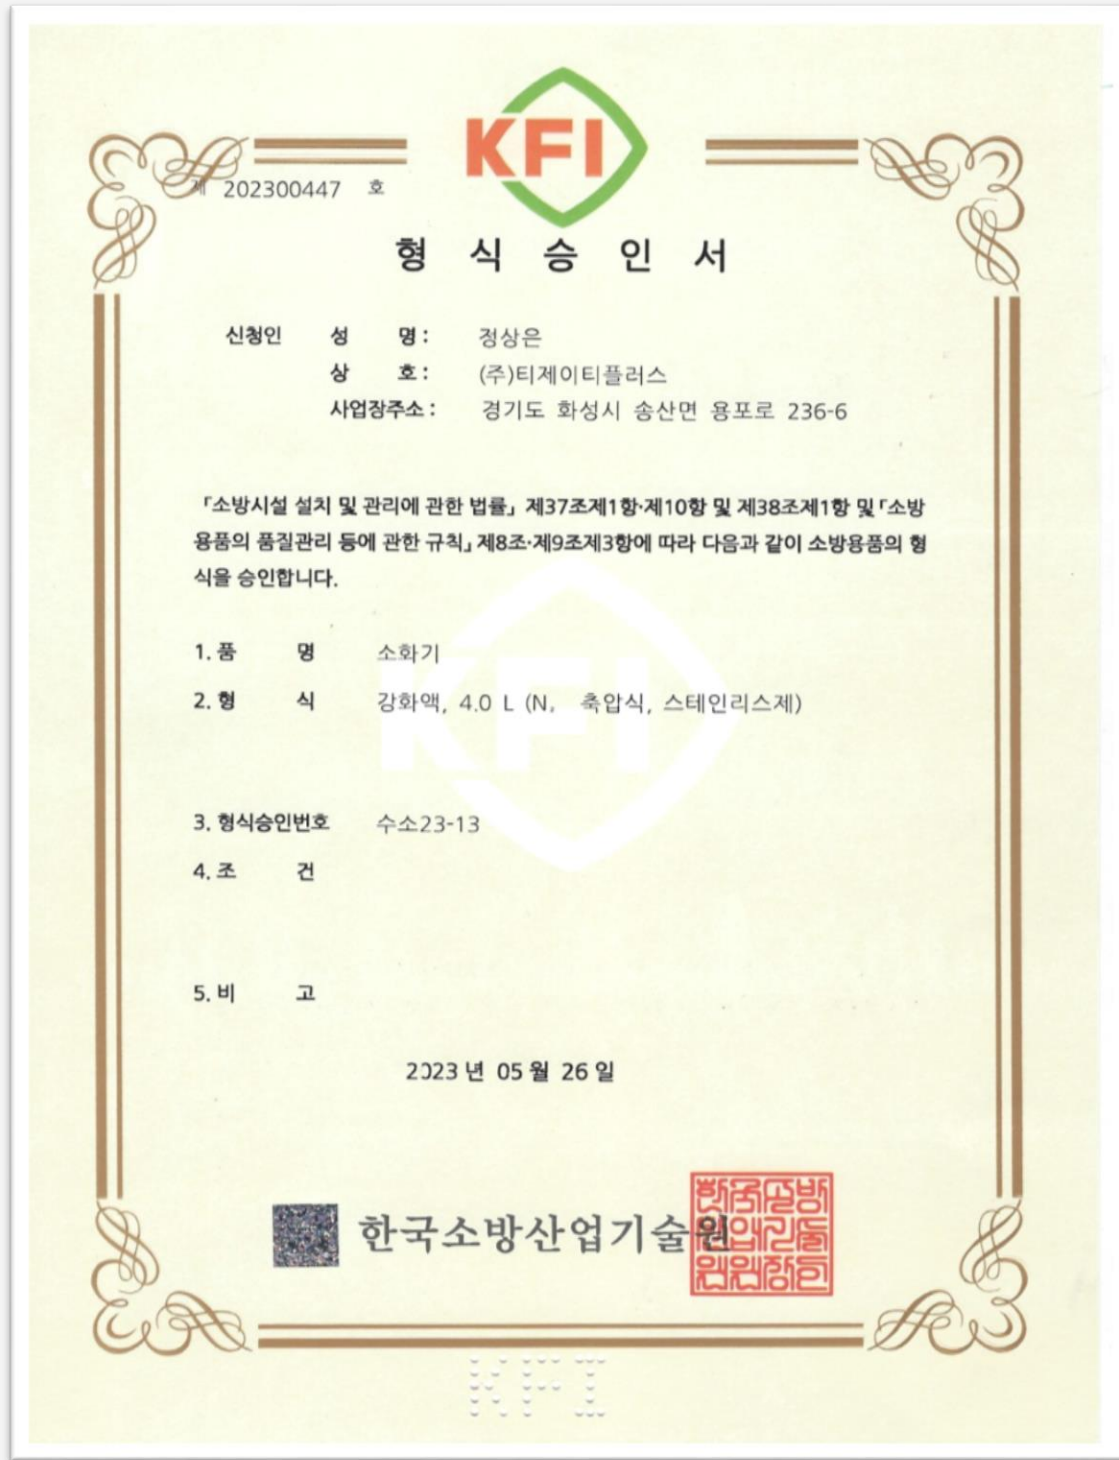 KFI
제 202300447 호
형 식 승 인 서
신청인 성 명 : 정상은
상 호 : (주)티제이티플러스
사업장주소 : 경기도 화성시 송산면 용포로 236-6
「소방시설 설치 및 관리에 관한 법률」 제37조제1항·제10항 및 제38조제1항 및 「소방
용품의 품질관리 등에 관한 규칙」 제8조·제9조제3항에 따라 다음과 같이 소방용품의 형
식을 승인합니다.
KFI
1. 품 명 소화기
2. 형 식 강화액, 4.0 L (N, 축압식, 스테인리스제)
3. 형식승인번호 수소23-13
4. 조 건
5. 비 고
2023 년 05 월 26 일
한국소방산업기술원
KFI